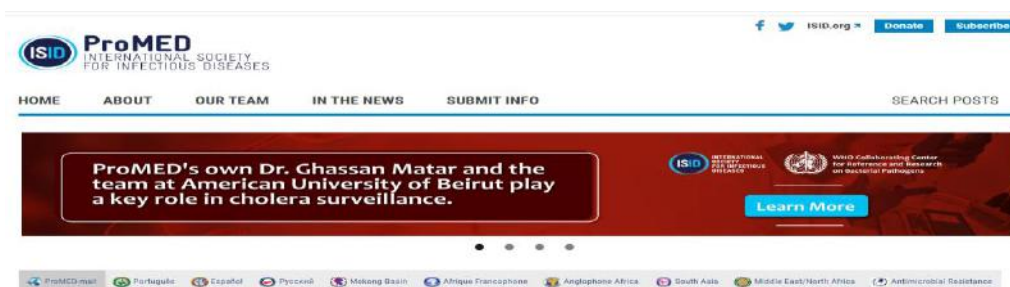 ISID.org
Donate
Subscribe
ISID
ProMED
INTERNATIONAL SOCIETY
FOR INFECTIOUS DISEASES
HOME ABOUT OUR TEAM IN THE NEWS SUBMIT INFO SEARCH POSTS
ProMED's own Dr. Ghassan Matar and the
team at American University of Beirut play
a key role in cholera surveillance.
ISID
INTERNATIONAL
SOCIETY
FOR INFECTIOUS
DISEASES
WHO Collaborating Center
for Reference and Research
on Bacterial Pathogens
Learn More
ProMED-mail Português Español Русский Mekong Basin Afrique Francophone Anglophone Africa South Asia Middle East/North Africa Antimicrobial Resistance